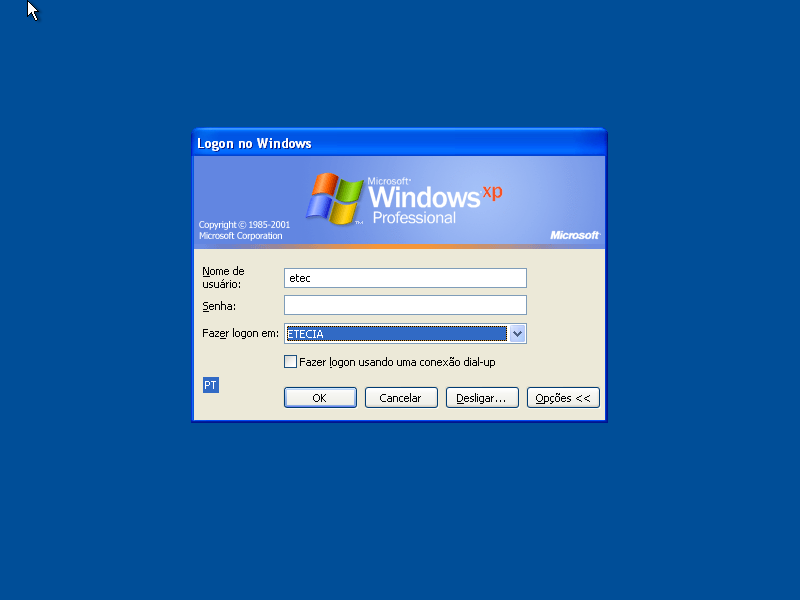 Logon no Windows
Microsoft®
Windows xp
Professional
Copyright © 1985-2001
Microsoft Corporation
Microsoft®
Nome de
usuário:
etec
Senha:
Fazer logon em:
ETECIA
Fazer logon usando uma conexão dial-up
PT
OK
Cancelar
Desligar...
Opções <<